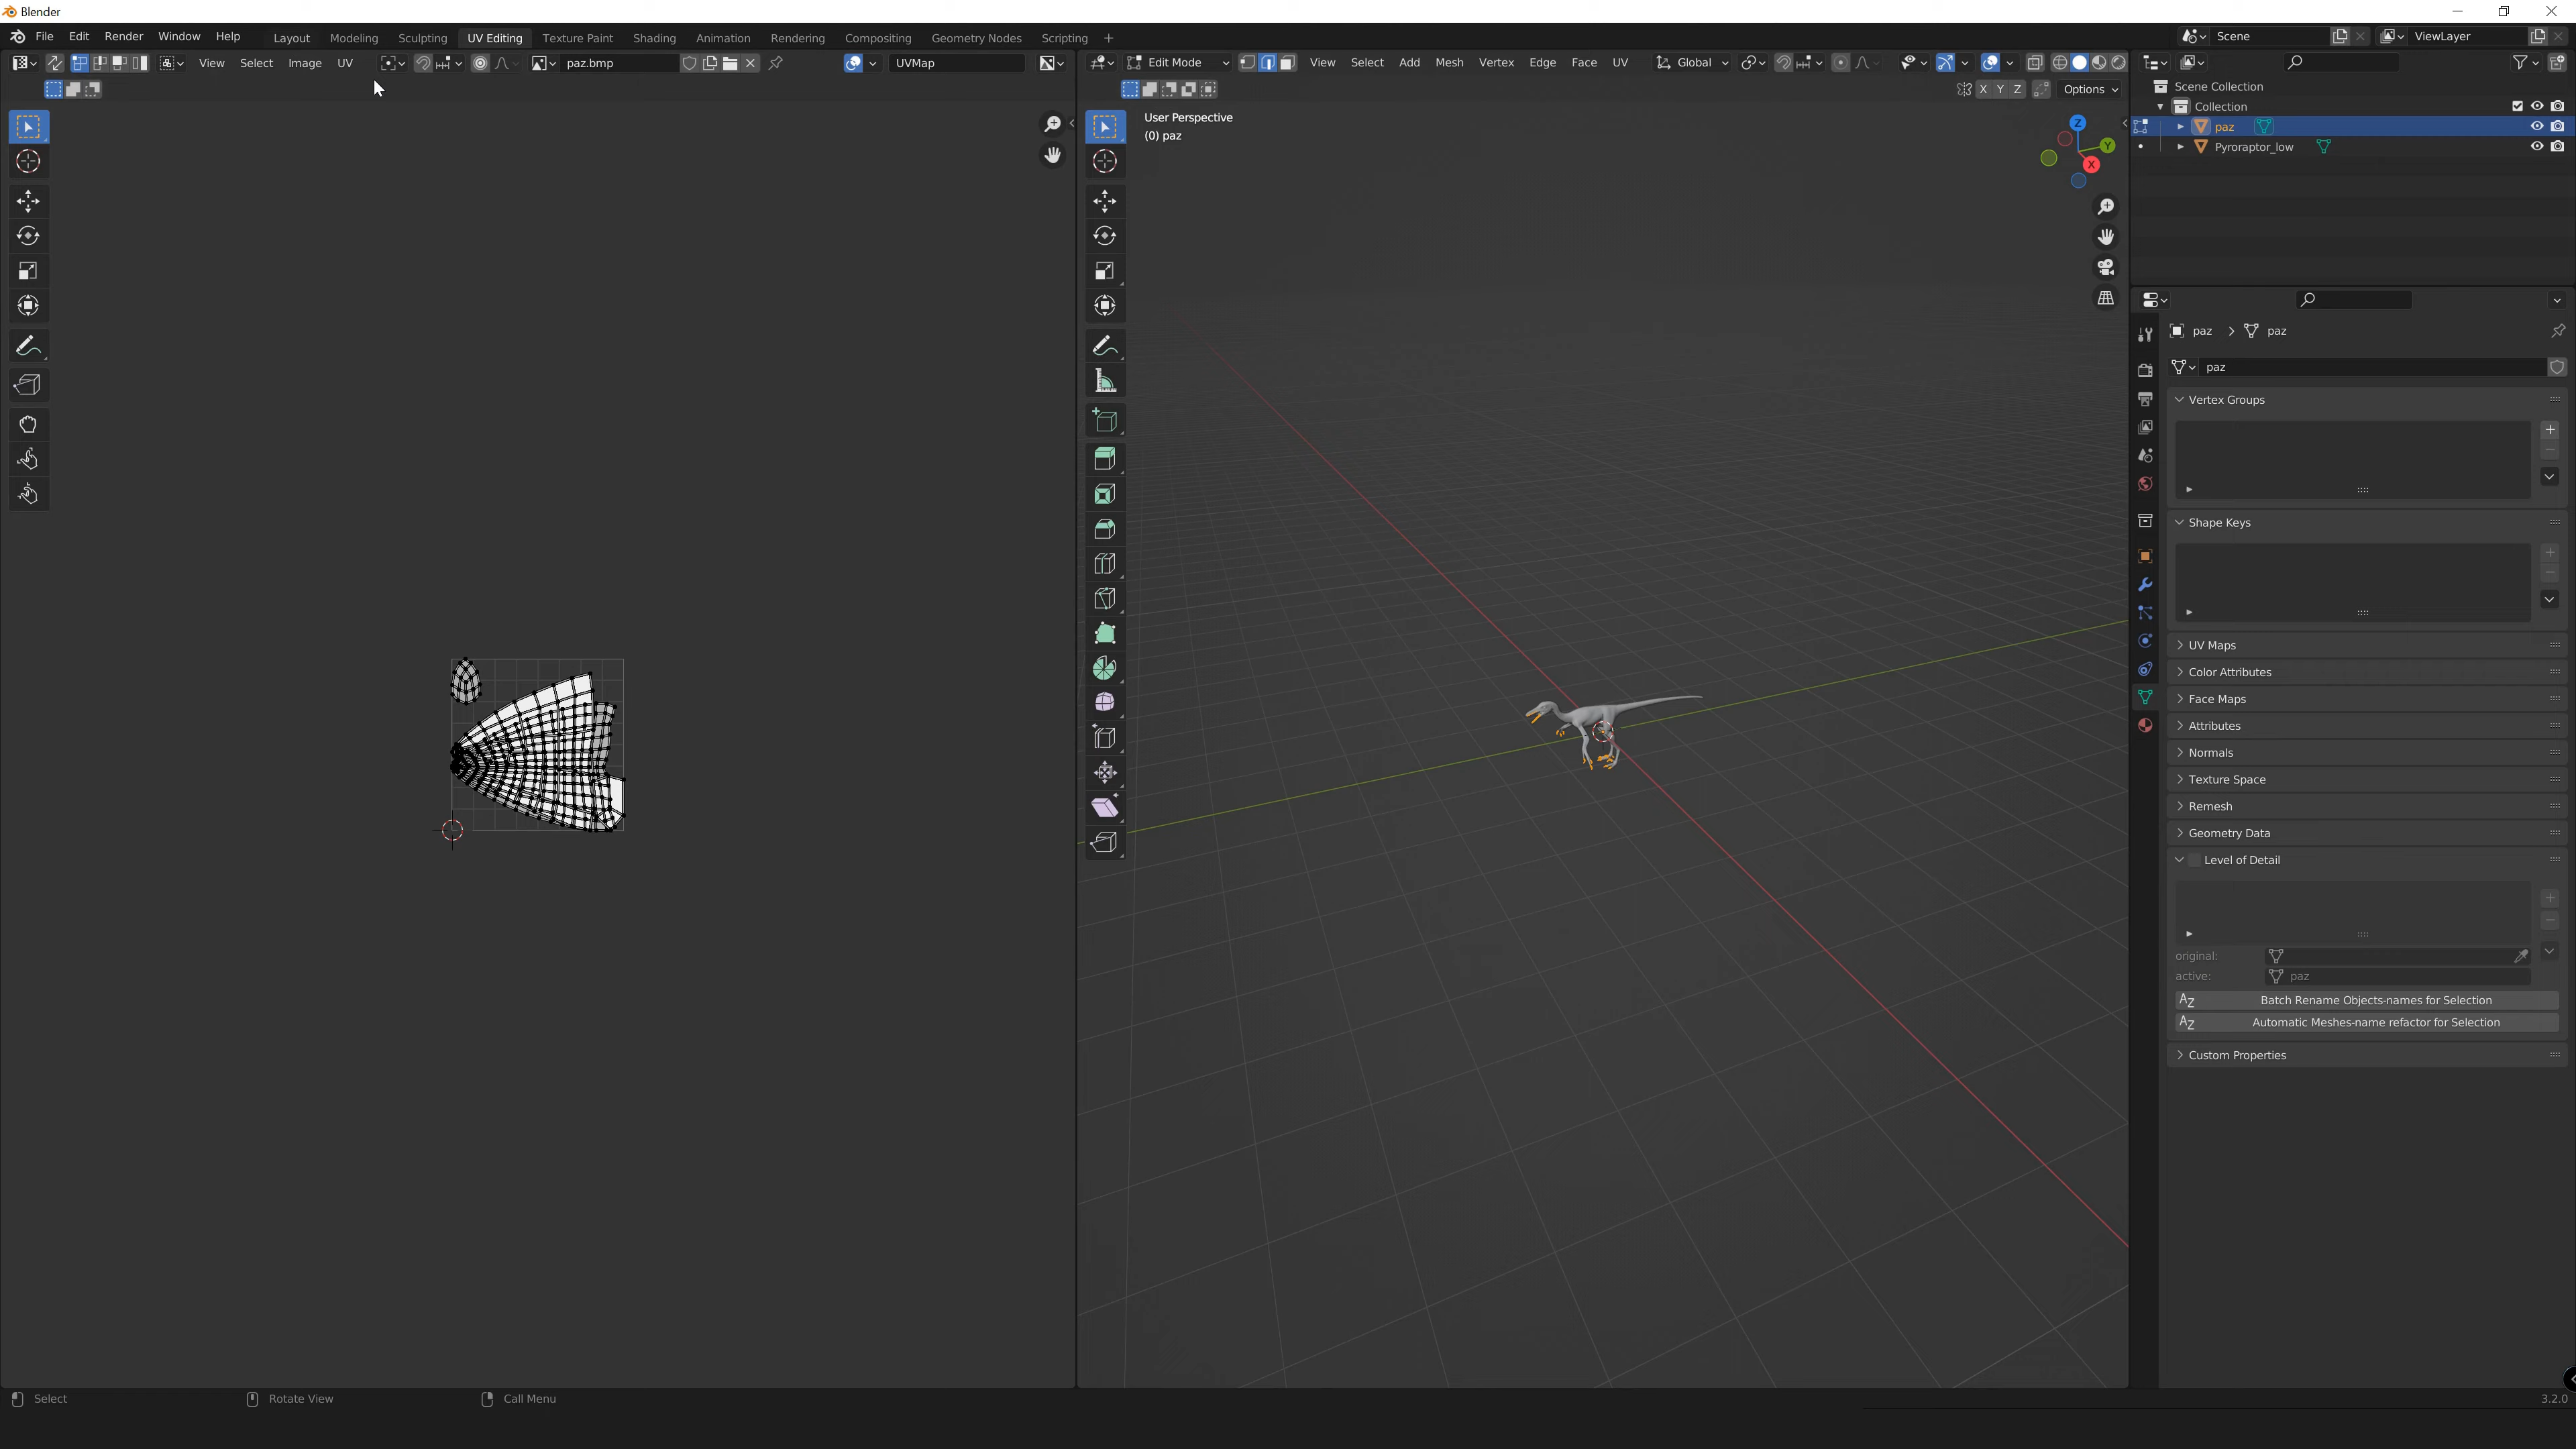 Blender
File Edit Render Window Help Layout Modeling Sculpting UV Editing Texture Paint Shading Animation Rendering Compositing Geometry Nodes Scripting + Scene ViewLayer
View Select Image UV paz.bmp UVMap
Edit Mode View Select Add Mesh Vertex Edge Face UV Global
X Y Z Options
User Perspective
(0) paz
Z
Y
X
Scene Collection
Collection
paz
Pyroraptor_low
paz > paz
paz
Vertex Groups
Shape Keys
UV Maps
Color Attributes
Face Maps
Attributes
Normals
Texture Space
Remesh
Geometry Data
Level of Detail
original:
active: paz
AZ Batch Rename Objects-names for Selection
AZ Automatic Meshes-name refactor for Selection
Custom Properties
Select Rotate View Call Menu 3.2.0